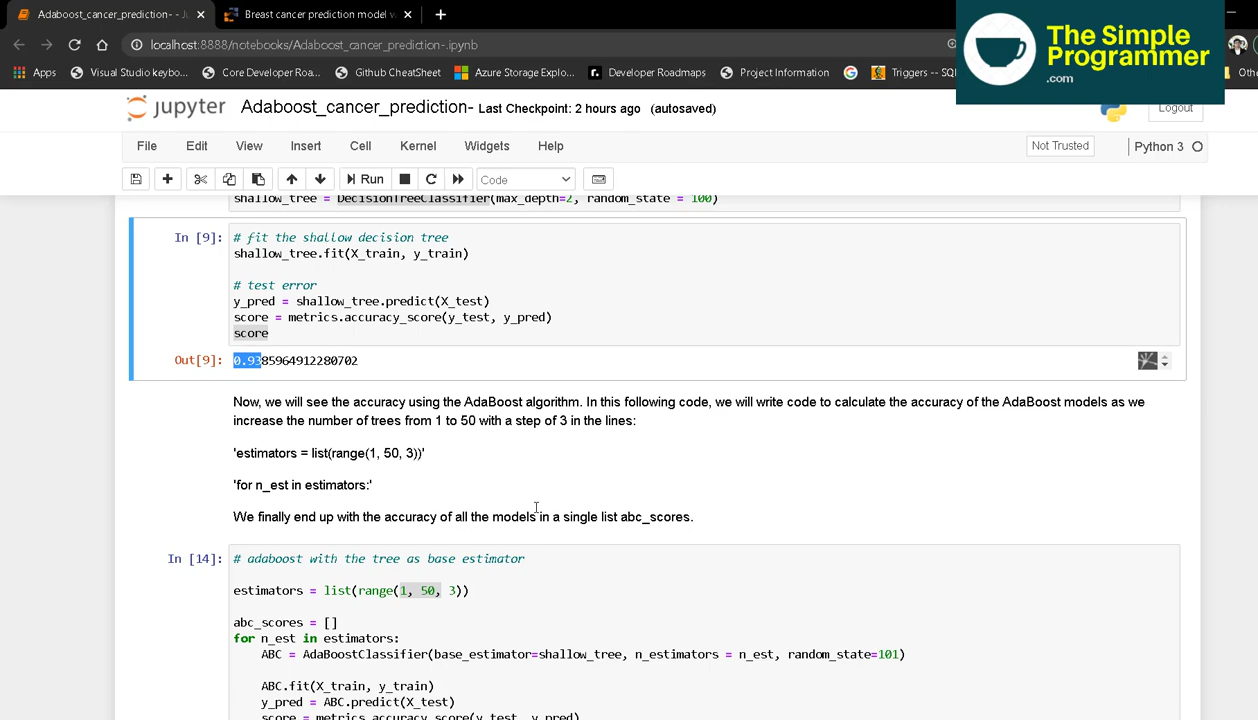 Adaboost_cancer_prediction- - Ju
Breast cancer prediction model w
localhost:8888/notebooks/Adaboost_cancer_prediction-.ipynb
The Simple
Programmer
.com
Apps
Visual Studio keybo...
Core Developer Roa...
Github CheatSheet
Azure Storage Explo...
Developer Roadmaps
Project Information
Triggers -- SQL
Othe
jupyter Adaboost_cancer_prediction- Last Checkpoint: 2 hours ago (autosaved)
Logout
File Edit View Insert Cell Kernel Widgets Help
Not Trusted
Python 3
Run
Code
shallow_tree = DecisionTreeClassifier(max_depth=2, random_state = 100)
In [9]: # fit the shallow decision tree
shallow_tree.fit(X_train, y_train)
# test error
y_pred = shallow_tree.predict(X_test)
score = metrics.accuracy_score(y_test, y_pred)
score
Out[9]: 0.9385964912280702
Now, we will see the accuracy using the AdaBoost algorithm. In this following code, we will write code to calculate the accuracy of the AdaBoost models as we
increase the number of trees from 1 to 50 with a step of 3 in the lines:
'estimators = list(range(1, 50, 3))'
'for n_est in estimators:'
We finally end up with the accuracy of all the models in a single list abc_scores.
In [14]: # adaboost with the tree as base estimator
estimators = list(range(1, 50, 3))
abc_scores = []
for n_est in estimators:
ABC = AdaBoostClassifier(base_estimator=shallow_tree, n_estimators = n_est, random_state=101)
ABC.fit(X_train, y_train)
y_pred = ABC.predict(X_test)
score = metrics.accuracy_score(y_test, y_pred)